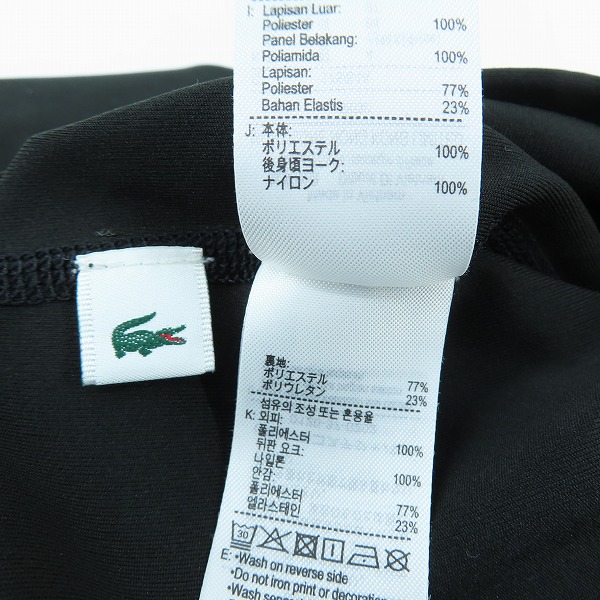 I: Lapisan Luar:
Poliester 100%
Panel Belakang:
Poliamida 100%
Lapisan:
Poliester 77%
Bahan Elastis 23%
J: 本体:
ポリエステル 100%
後身頃ヨーク:
ナイロン 100%
裏地:
ポリエステル 77%
ポリウレタン 23%
섬유의 조성 또는 혼용율
K: 외피:
폴리에스터 100%
뒤판 요크:
나일론 100%
안감:
폴리에스터 77%
엘라스테인 23%
30
E: •Wash on reverse side
•Do not iron print or decoration